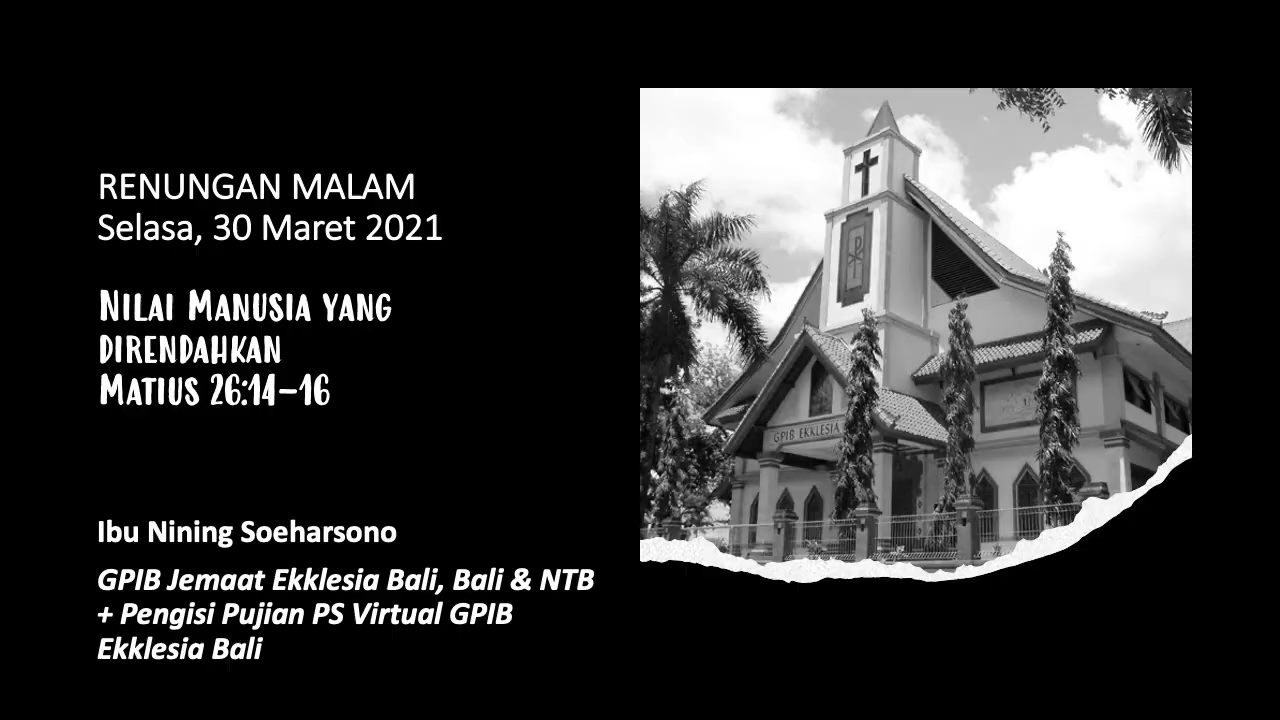 RENUNGAN MALAM
Selasa, 30 Maret 2021
Nilai Manusia yang
direndahkan
Matius 26:14-16
Ibu Nining Soeharsono
GPIB Jemaat Ekklesia Bali, Bali & NTB
+ Pengisi Pujian PS Virtual GPIB
Ekklesia Bali
GPIB EKKLESIA